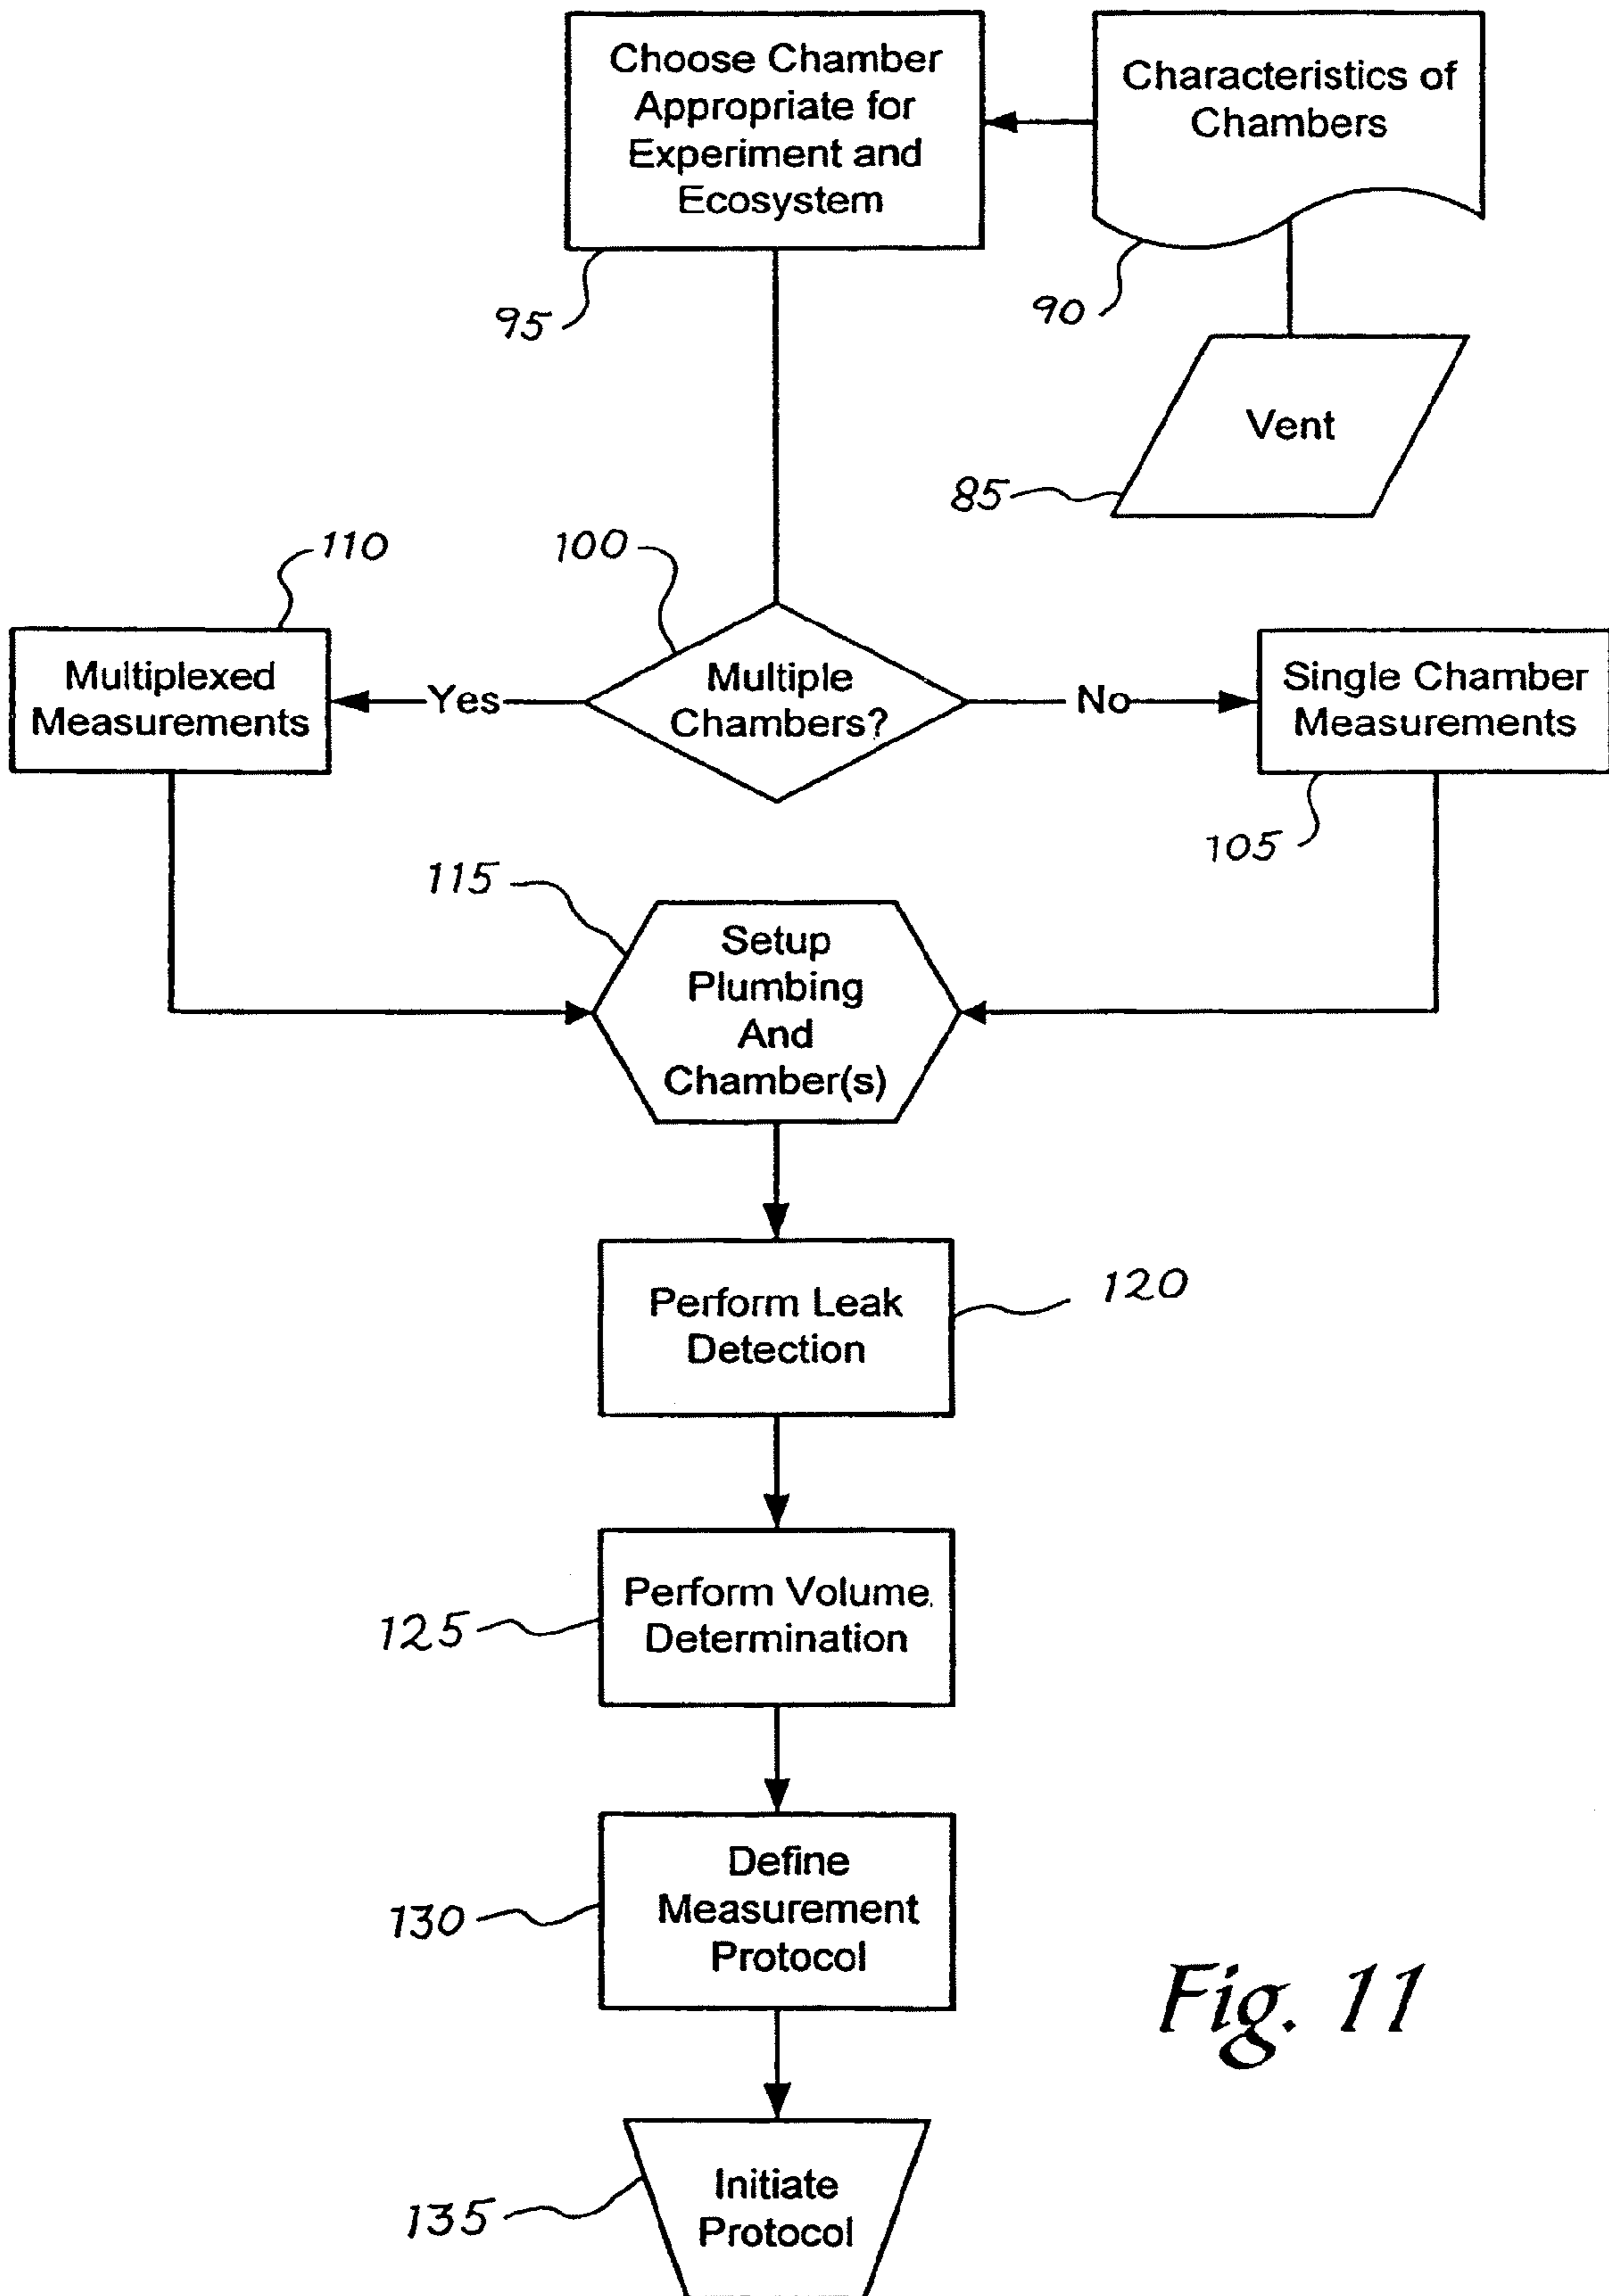 Choose Chamber
Appropriate for
Experiment and
Ecosystem
Characteristics of
Chambers
95
90
Vent
85
110
100
Multiplexed
Measurements
Yes
Multiple
Chambers?
No
Single Chamber
Measurements
105
115
Setup
Plumbing
And
Chamber(s)
Perform Leak
Detection
120
Perform Volume
Determination
125
Define
Measurement
Protocol
130
Fig. 11
Initiate
Protocol
135